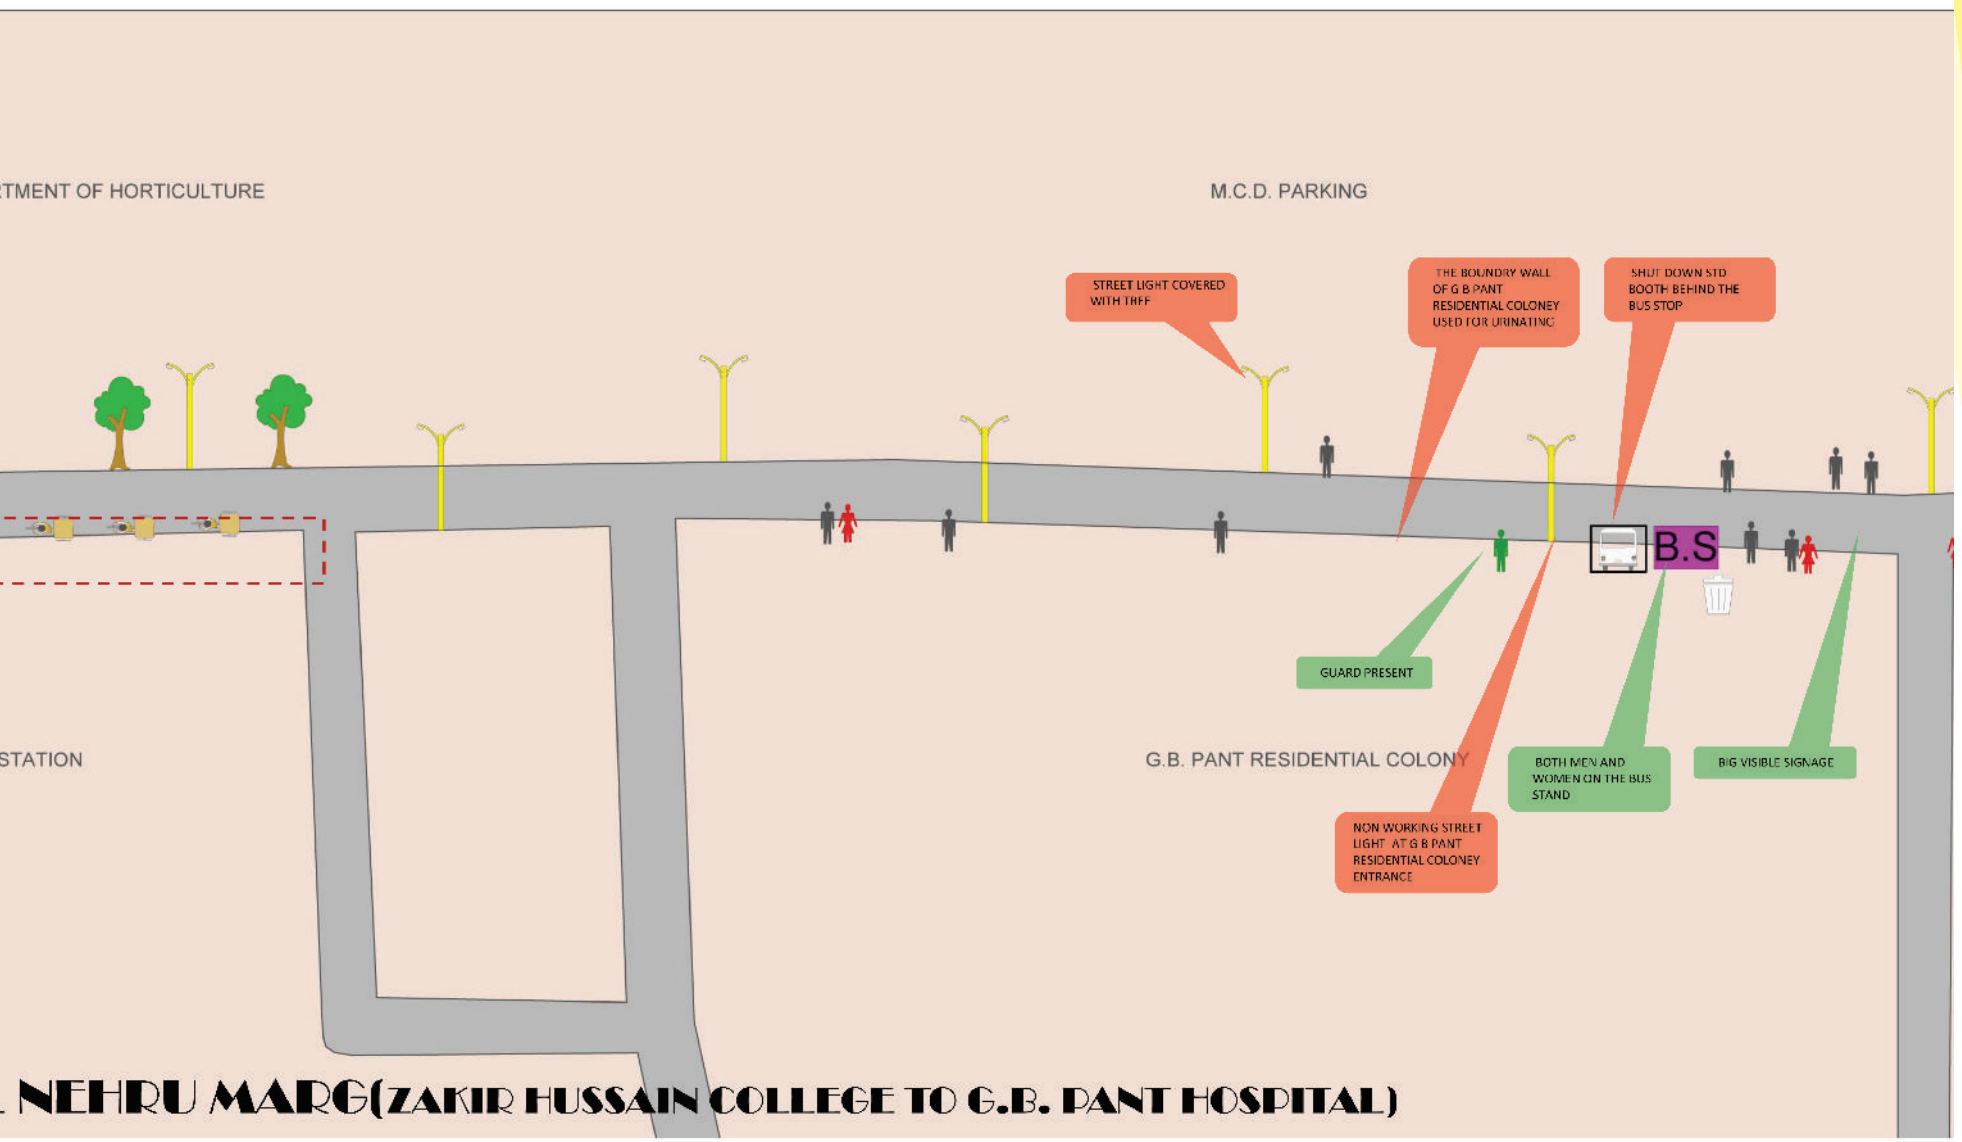 RTMENT OF HORTICULTURE
M.C.D. PARKING
STREET LIGHT COVERED
WITH TREE
THE BOUNDRY WALL
OF G B PANT
RESIDENTIAL COLONEY
USED FOR URINATING
SHUT DOWN STD
BOOTH BEHIND THE
BUS STOP
B.S
GUARD PRESENT
STATION
G.B. PANT RESIDENTIAL COLONY
BOTH MEN AND
WOMEN ON THE BUS
STAND
BIG VISIBLE SIGNAGE
NON WORKING STREET
LIGHT AT G B PANT
RESIDENTIAL COLONEY
ENTRANCE
NEHRU MARG(ZAKIR HUSSAIN COLLEGE TO G.B. PANT HOSPITAL)